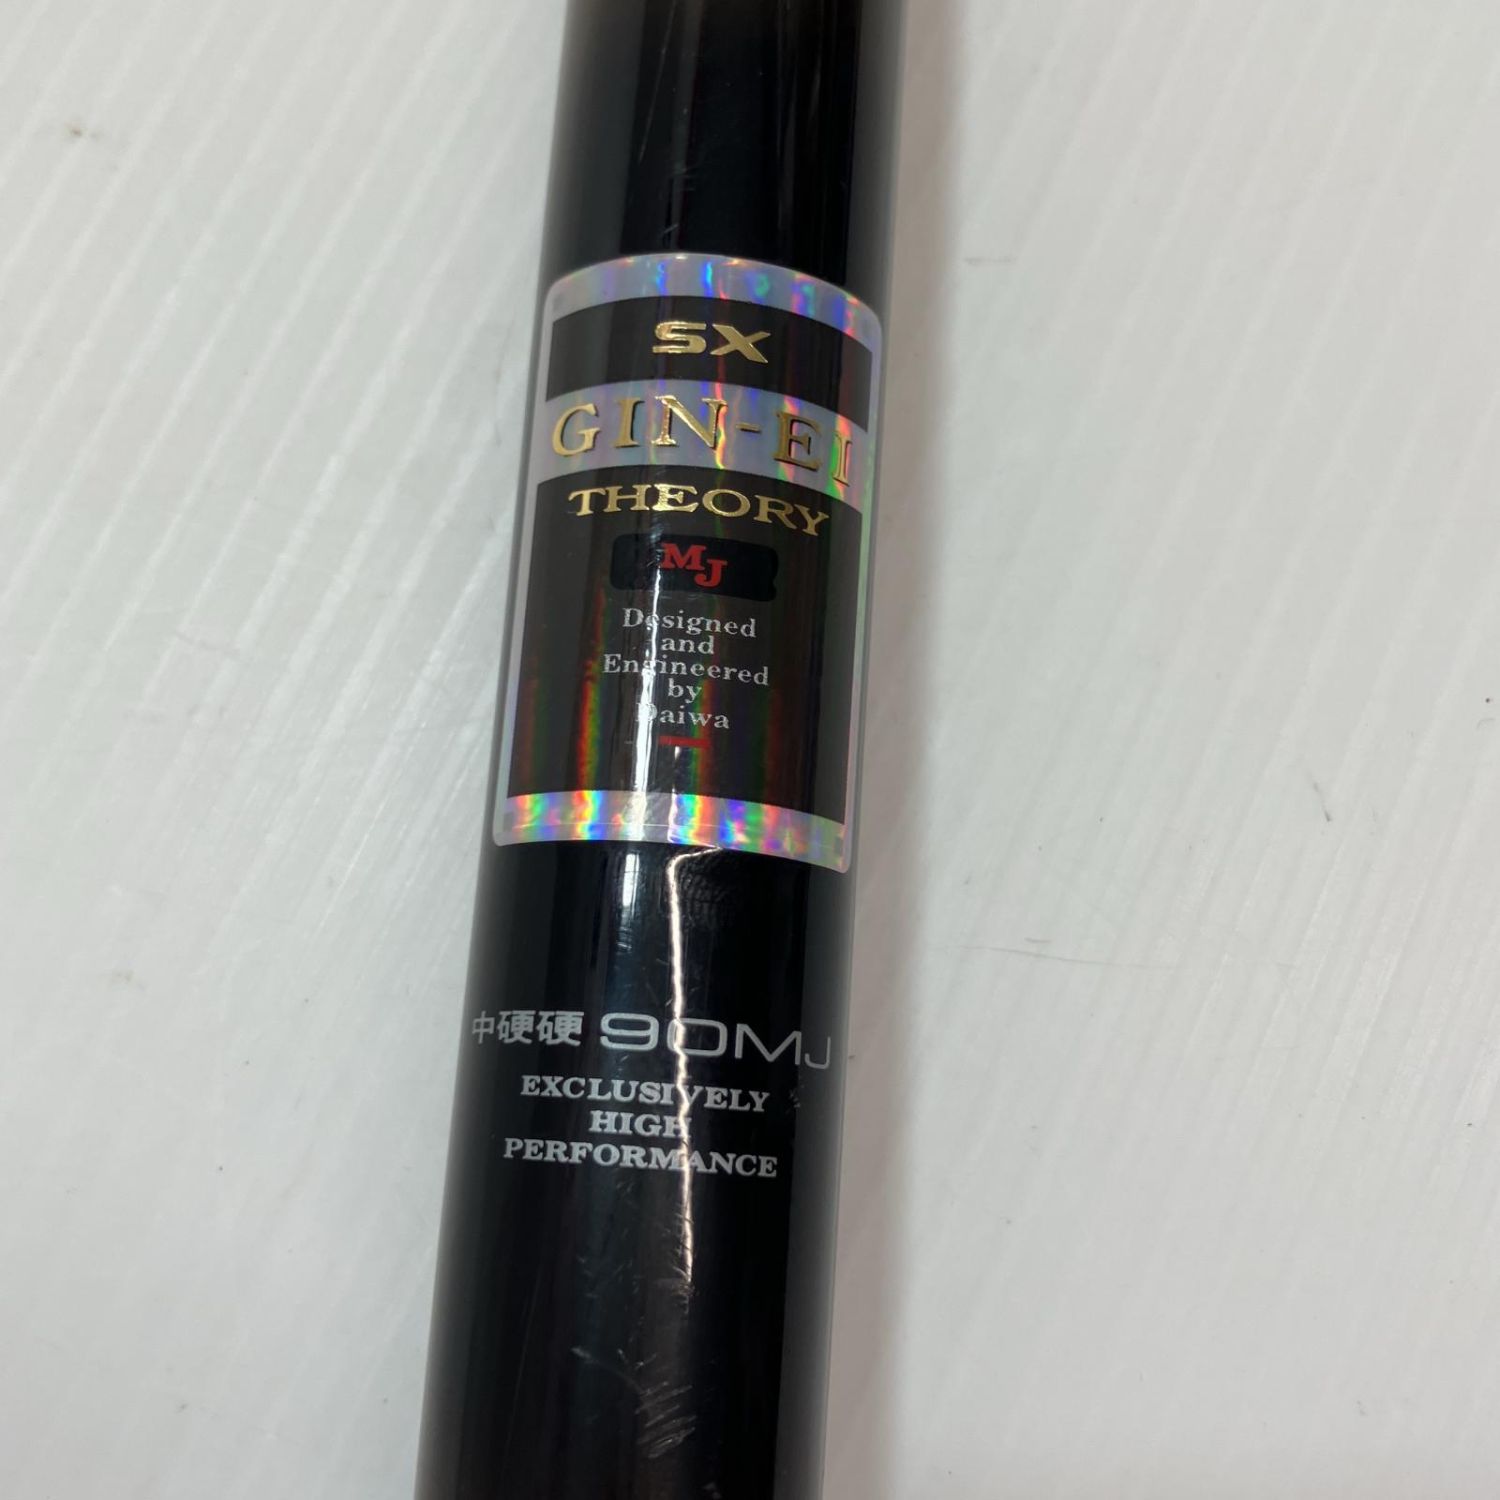 SX
GIN-EI
THEORY
MJ
Designed
and
Engineered
by
Daiwa
中硬硬 90MJ
EXCLUSIVELY
HIGH
PERFORMANCE